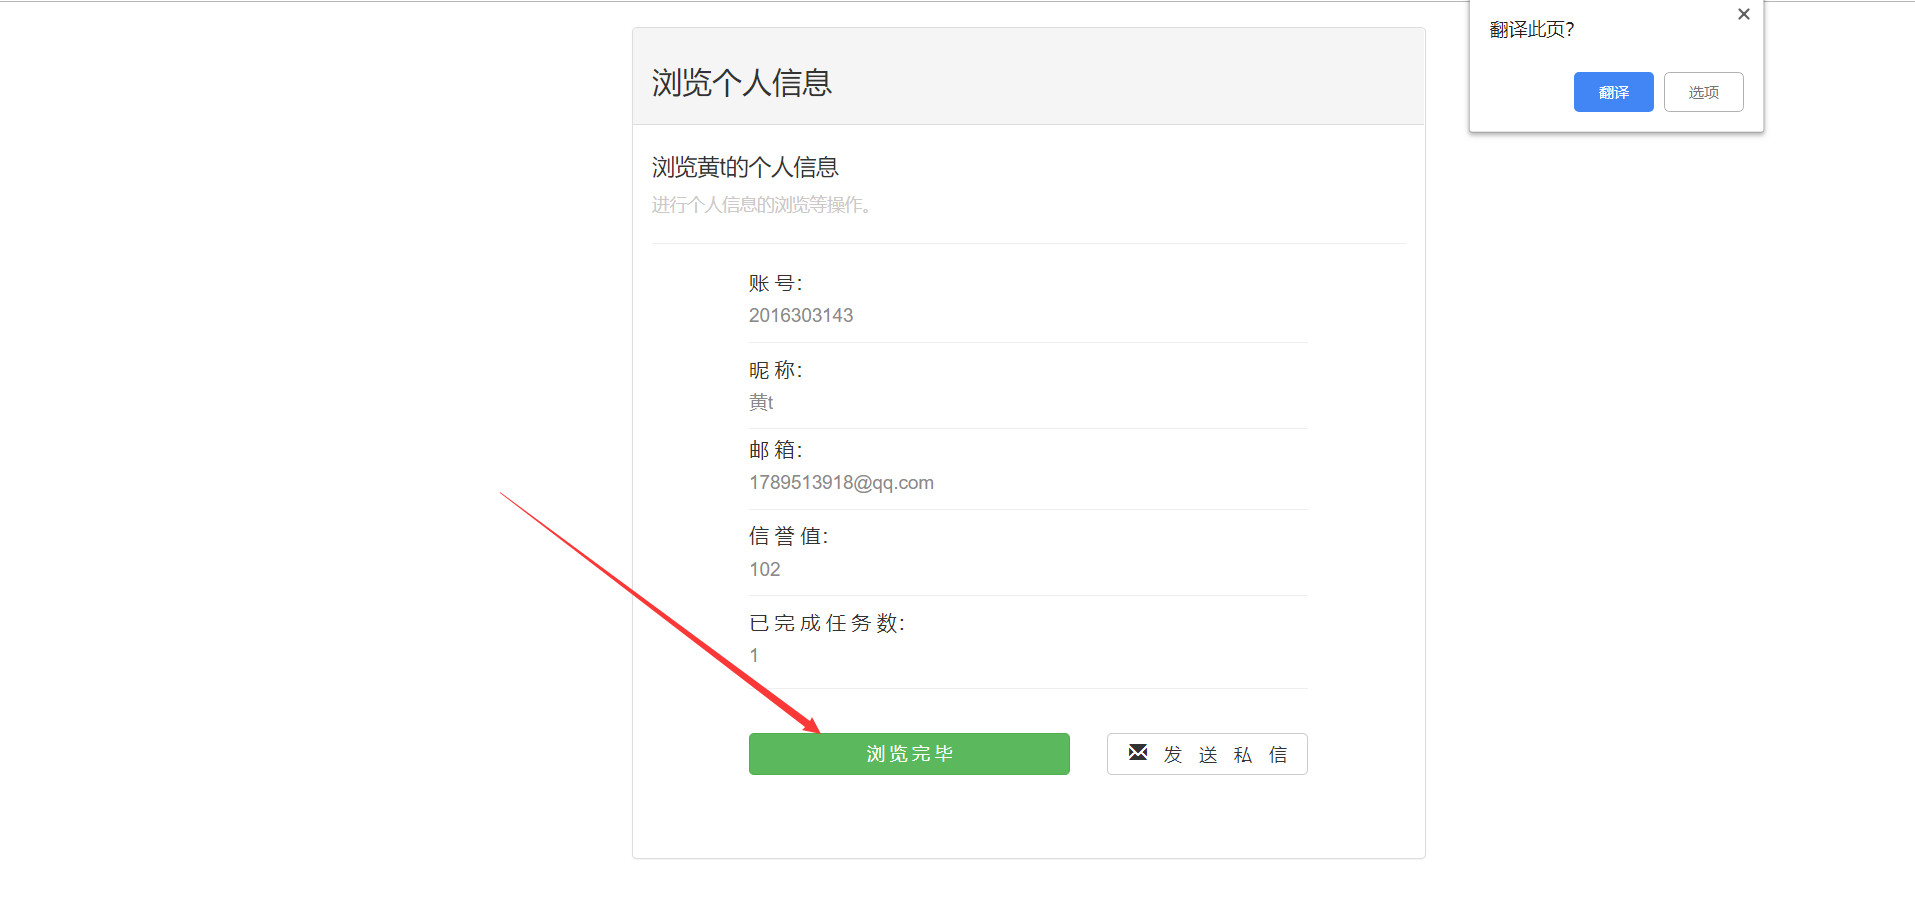 浏览个人信息
浏览黄t的个人信息
进行个人信息的浏览等操作。
账 号：
2016303143
昵 称：
黄t
邮 箱：
1789513918@qq.com
信 誉 值：
102
已 完 成 任 务 数：
1
浏览完毕
发 送 私 信
翻译此页？
翻译
选项